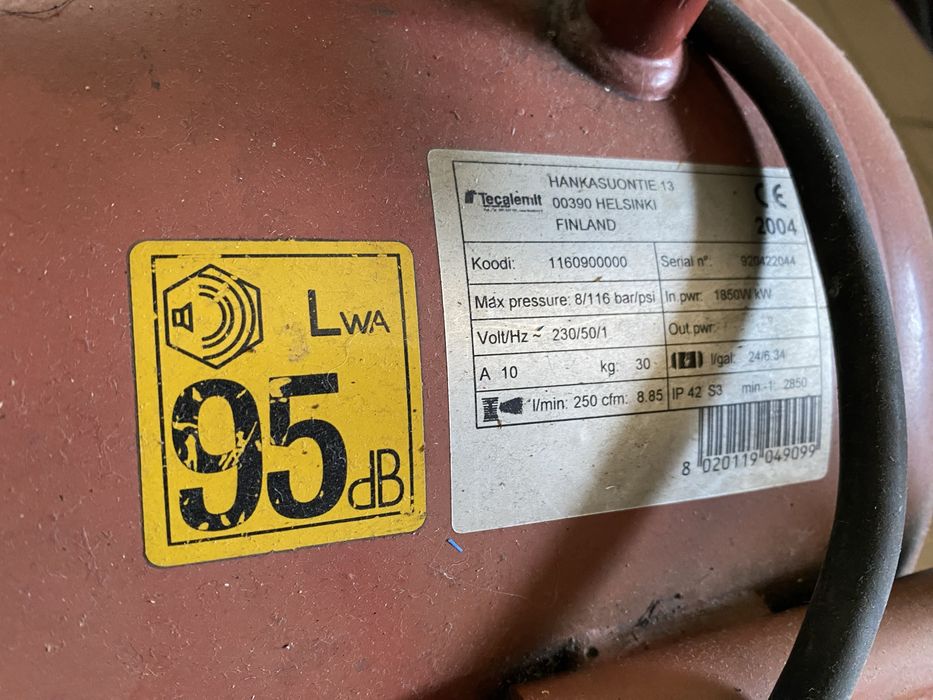 LWA
95dB
Tecalemit
HANKASUONTIE 13
00390 HELSINKI
FINLAND
CE
2004
Koodi: 1160900000
Serial n°: 920422044
Max pressure: 8/116 bar/psi
In.pwr: 1850W kW
Volt/Hz ~ 230/50/1
Out.pwr:
A 10 kg: 30
l/gal: 24/6.34
l/min: 250 cfm: 8.85
IP 42 S3 min.-1: 2850
8 020119 049099